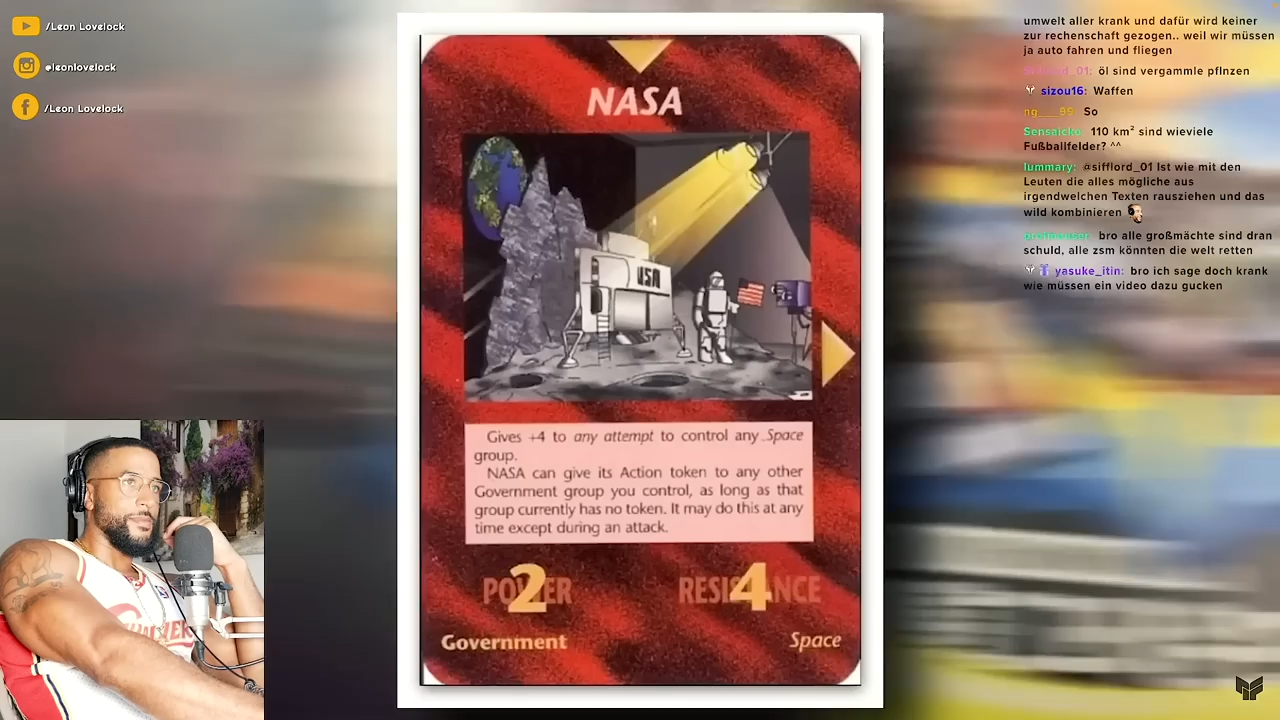 /Leon Lovelock
@leonlovelock
/Leon Lovelock
NASA
USA
Gives +4 to any attempt to control any Space
group.
NASA can give its Action token to any other
Government group you control, as long as that
group currently has no token. It may do this at any
time except during an attack.
POWER
2
RESISTANCE
4
Government
Space
umwelt aller krank und dafür wird keiner
zur rechenschaft gezogen.. weil wir müssen
ja auto fahren und fliegen
öl sind vergammle pflnzen
sizou16: Waffen
ng___99: So
Sensaicko: 110 km² sind wieviele
Fußballfelder? ^^
lummary: @sifflord_01 Ist wie mit den
Leuten die alles mögliche aus
irgendwelchen Texten rausziehen und das
wild kombinieren
bro alle großmächte sind dran
schuld, alle zsm könnten die welt retten
yasuke_itin: bro ich sage doch krank
wie müssen ein video dazu gucken